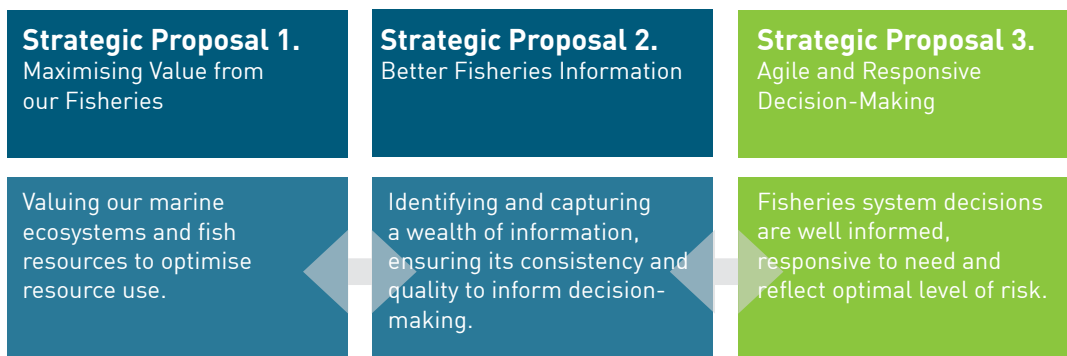 Strategic Proposal 1.
Maximising Value from
our Fisheries
Strategic Proposal 2.
Better Fisheries Information
Strategic Proposal 3.
Agile and Responsive
Decision-Making
Valuing our marine
ecosystems and fish
resources to optimise
resource use.
Identifying and capturing
a wealth of information,
ensuring its consistency and
quality to inform decision-
making.
Fisheries system decisions
are well informed,
responsive to need and
reflect optimal level of risk.